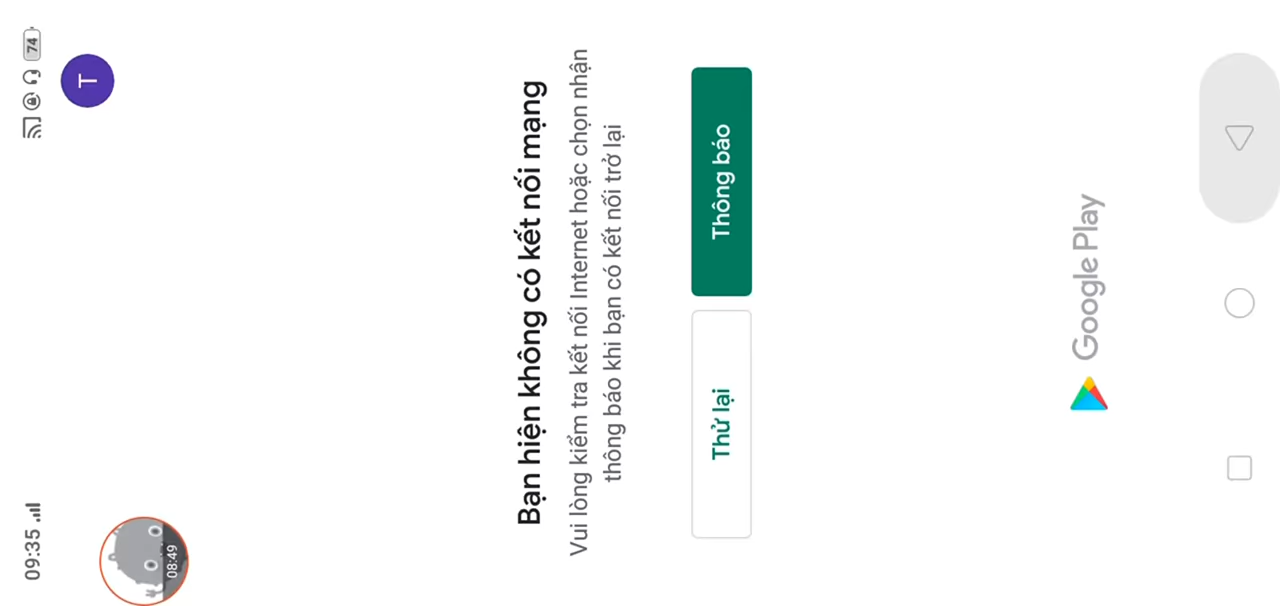 09:35
74
T
08:49
Bạn hiện không có kết nối mạng
Vui lòng kiểm tra kết nối Internet hoặc chọn nhận
thông báo khi bạn có kết nối trở lại
Thử lại
Thông báo
Google Play